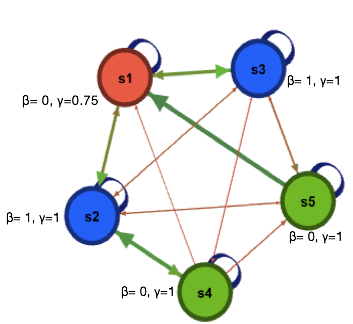 s1
s3
β= 1, γ=1
β= 0, γ=0.75
s5
s2
β= 1, γ=1
β= 0, γ=1
β= 0, γ=1
s4